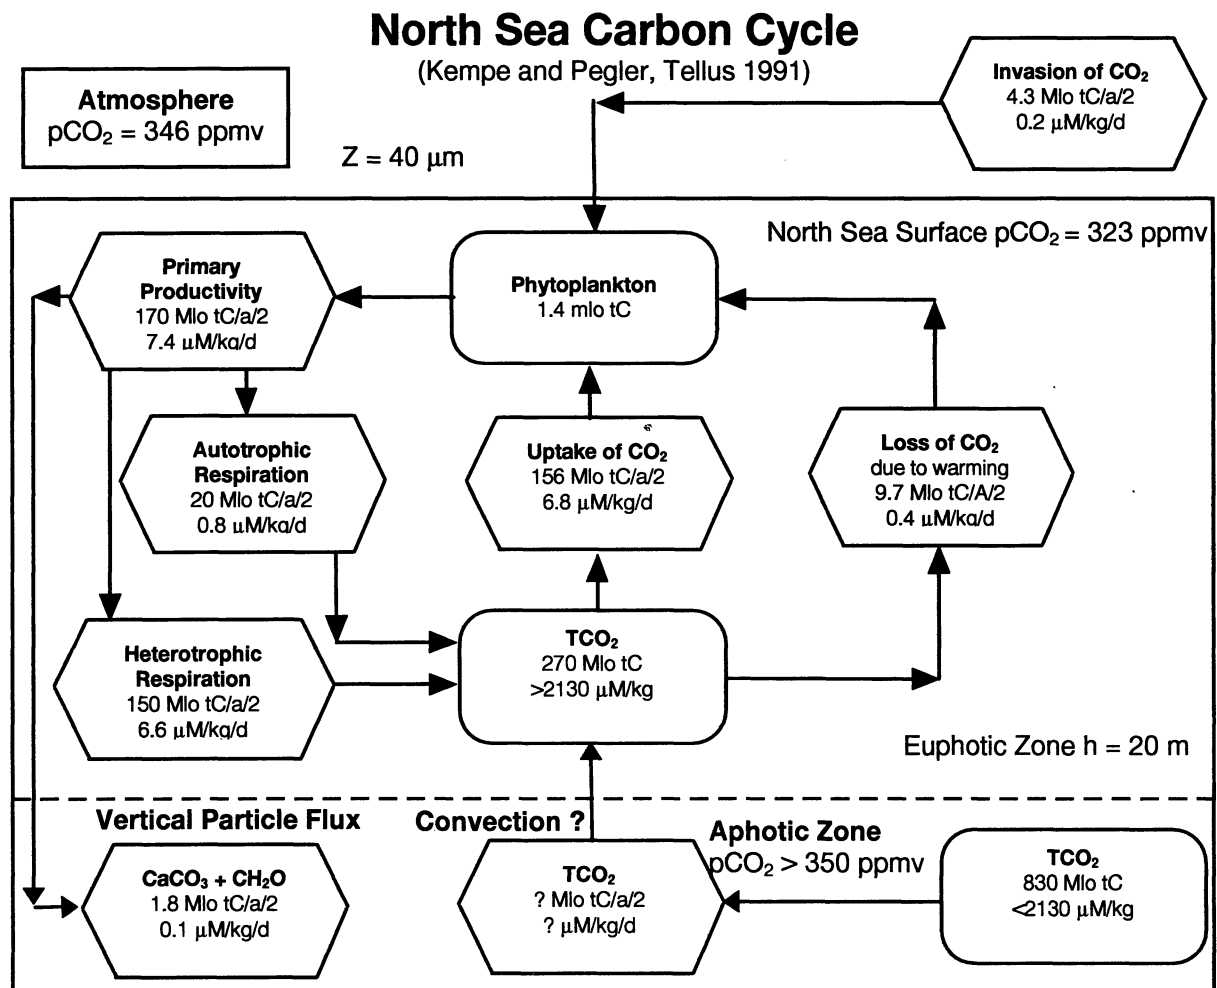 North Sea Carbon Cycle
(Kempe and Pegler, Tellus 1991)
Atmosphere
pCO₂ = 346 ppmv
Z = 40 μm
Invasion of CO₂
4.3 Mlo tC/a/2
0.2 μM/kg/d
North Sea Surface pCO₂ = 323 ppmv
Primary
Productivity
170 Mlo tC/a/2
7.4 μM/kg/d
Phytoplankton
1.4 mlo tC
Autotrophic
Respiration
20 Mlo tC/a/2
0.8 μM/kg/d
Uptake of CO₂
156 Mlo tC/a/2
6.8 μM/kg/d
Loss of CO₂
due to warming
9.7 Mlo tC/A/2
0.4 μM/kg/d
Heterotrophic
Respiration
150 Mlo tC/a/2
6.6 μM/kg/d
TCO₂
270 Mlo tC
>2130 μM/kg
Euphotic Zone h = 20 m
Vertical Particle Flux
CaCO₃ + CH₂O
1.8 Mlo tC/a/2
0.1 μM/kg/d
Convection ?
TCO₂
? Mlo tC/a/2
? μM/kg/d
Aphotic Zone
pCO₂ > 350 ppmv
TCO₂
830 Mlo tC
<2130 μM/kg